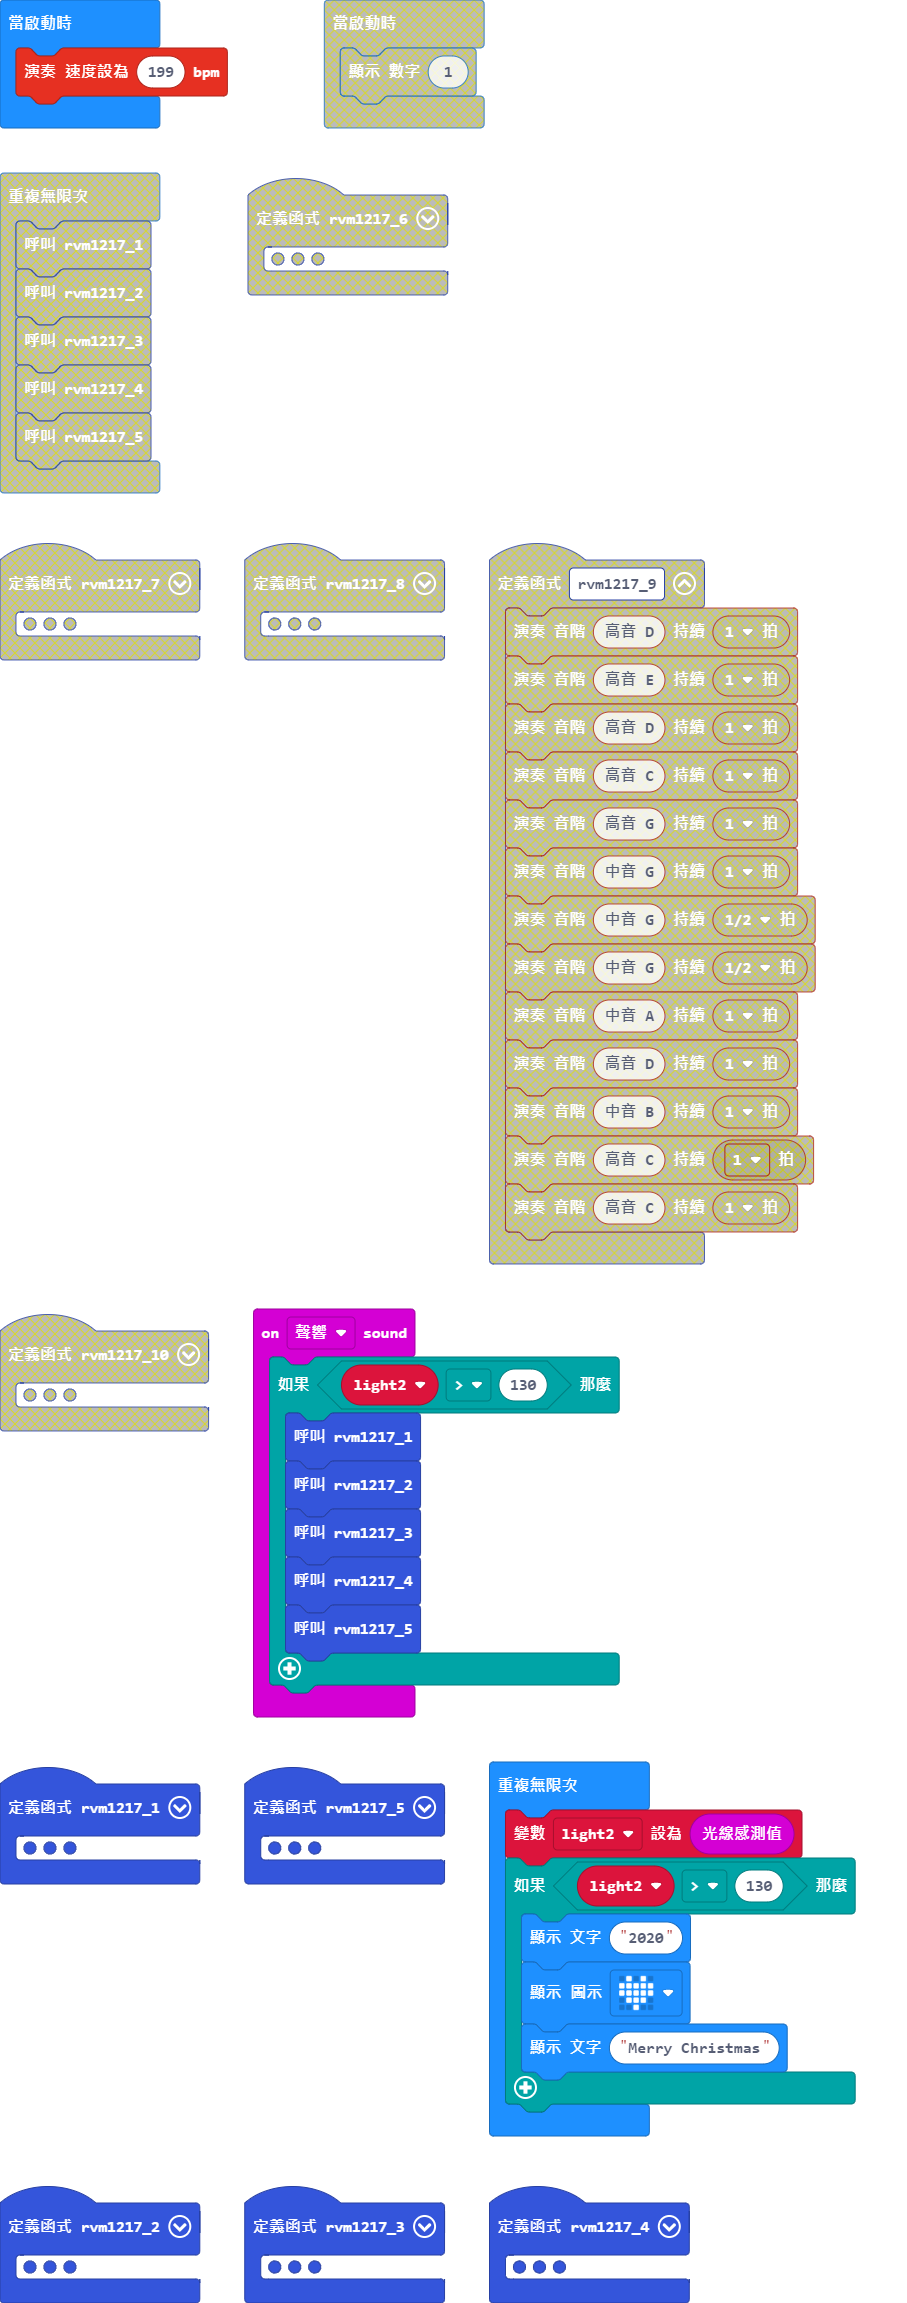 當啟動時
演奏 速度設為 199 bpm
當啟動時
顯示 數字 1
重複無限次
呼叫 rvm1217_1
呼叫 rvm1217_2
呼叫 rvm1217_3
呼叫 rvm1217_4
呼叫 rvm1217_5
定義函式 rvm1217_6
定義函式 rvm1217_7
定義函式 rvm1217_8
定義函式 rvm1217_9
演奏 音階 高音 D 持續 1 拍
演奏 音階 高音 E 持續 1 拍
演奏 音階 高音 D 持續 1 拍
演奏 音階 高音 C 持續 1 拍
演奏 音階 高音 G 持續 1 拍
演奏 音階 中音 G 持續 1 拍
演奏 音階 中音 G 持續 1/2 拍
演奏 音階 中音 G 持續 1/2 拍
演奏 音階 中音 A 持續 1 拍
演奏 音階 高音 D 持續 1 拍
演奏 音階 中音 B 持續 1 拍
演奏 音階 高音 C 持續 1 拍
演奏 音階 高音 C 持續 1 拍
定義函式 rvm1217_10
on 聲響 sound
如果 light2 > 130 那麼
呼叫 rvm1217_1
呼叫 rvm1217_2
呼叫 rvm1217_3
呼叫 rvm1217_4
呼叫 rvm1217_5
定義函式 rvm1217_1
定義函式 rvm1217_5
重複無限次
變數 light2 設為 光線感測值
如果 light2 > 130 那麼
顯示 文字 "2020"
顯示 圖示
顯示 文字 "Merry Christmas"
定義函式 rvm1217_2
定義函式 rvm1217_3
定義函式 rvm1217_4